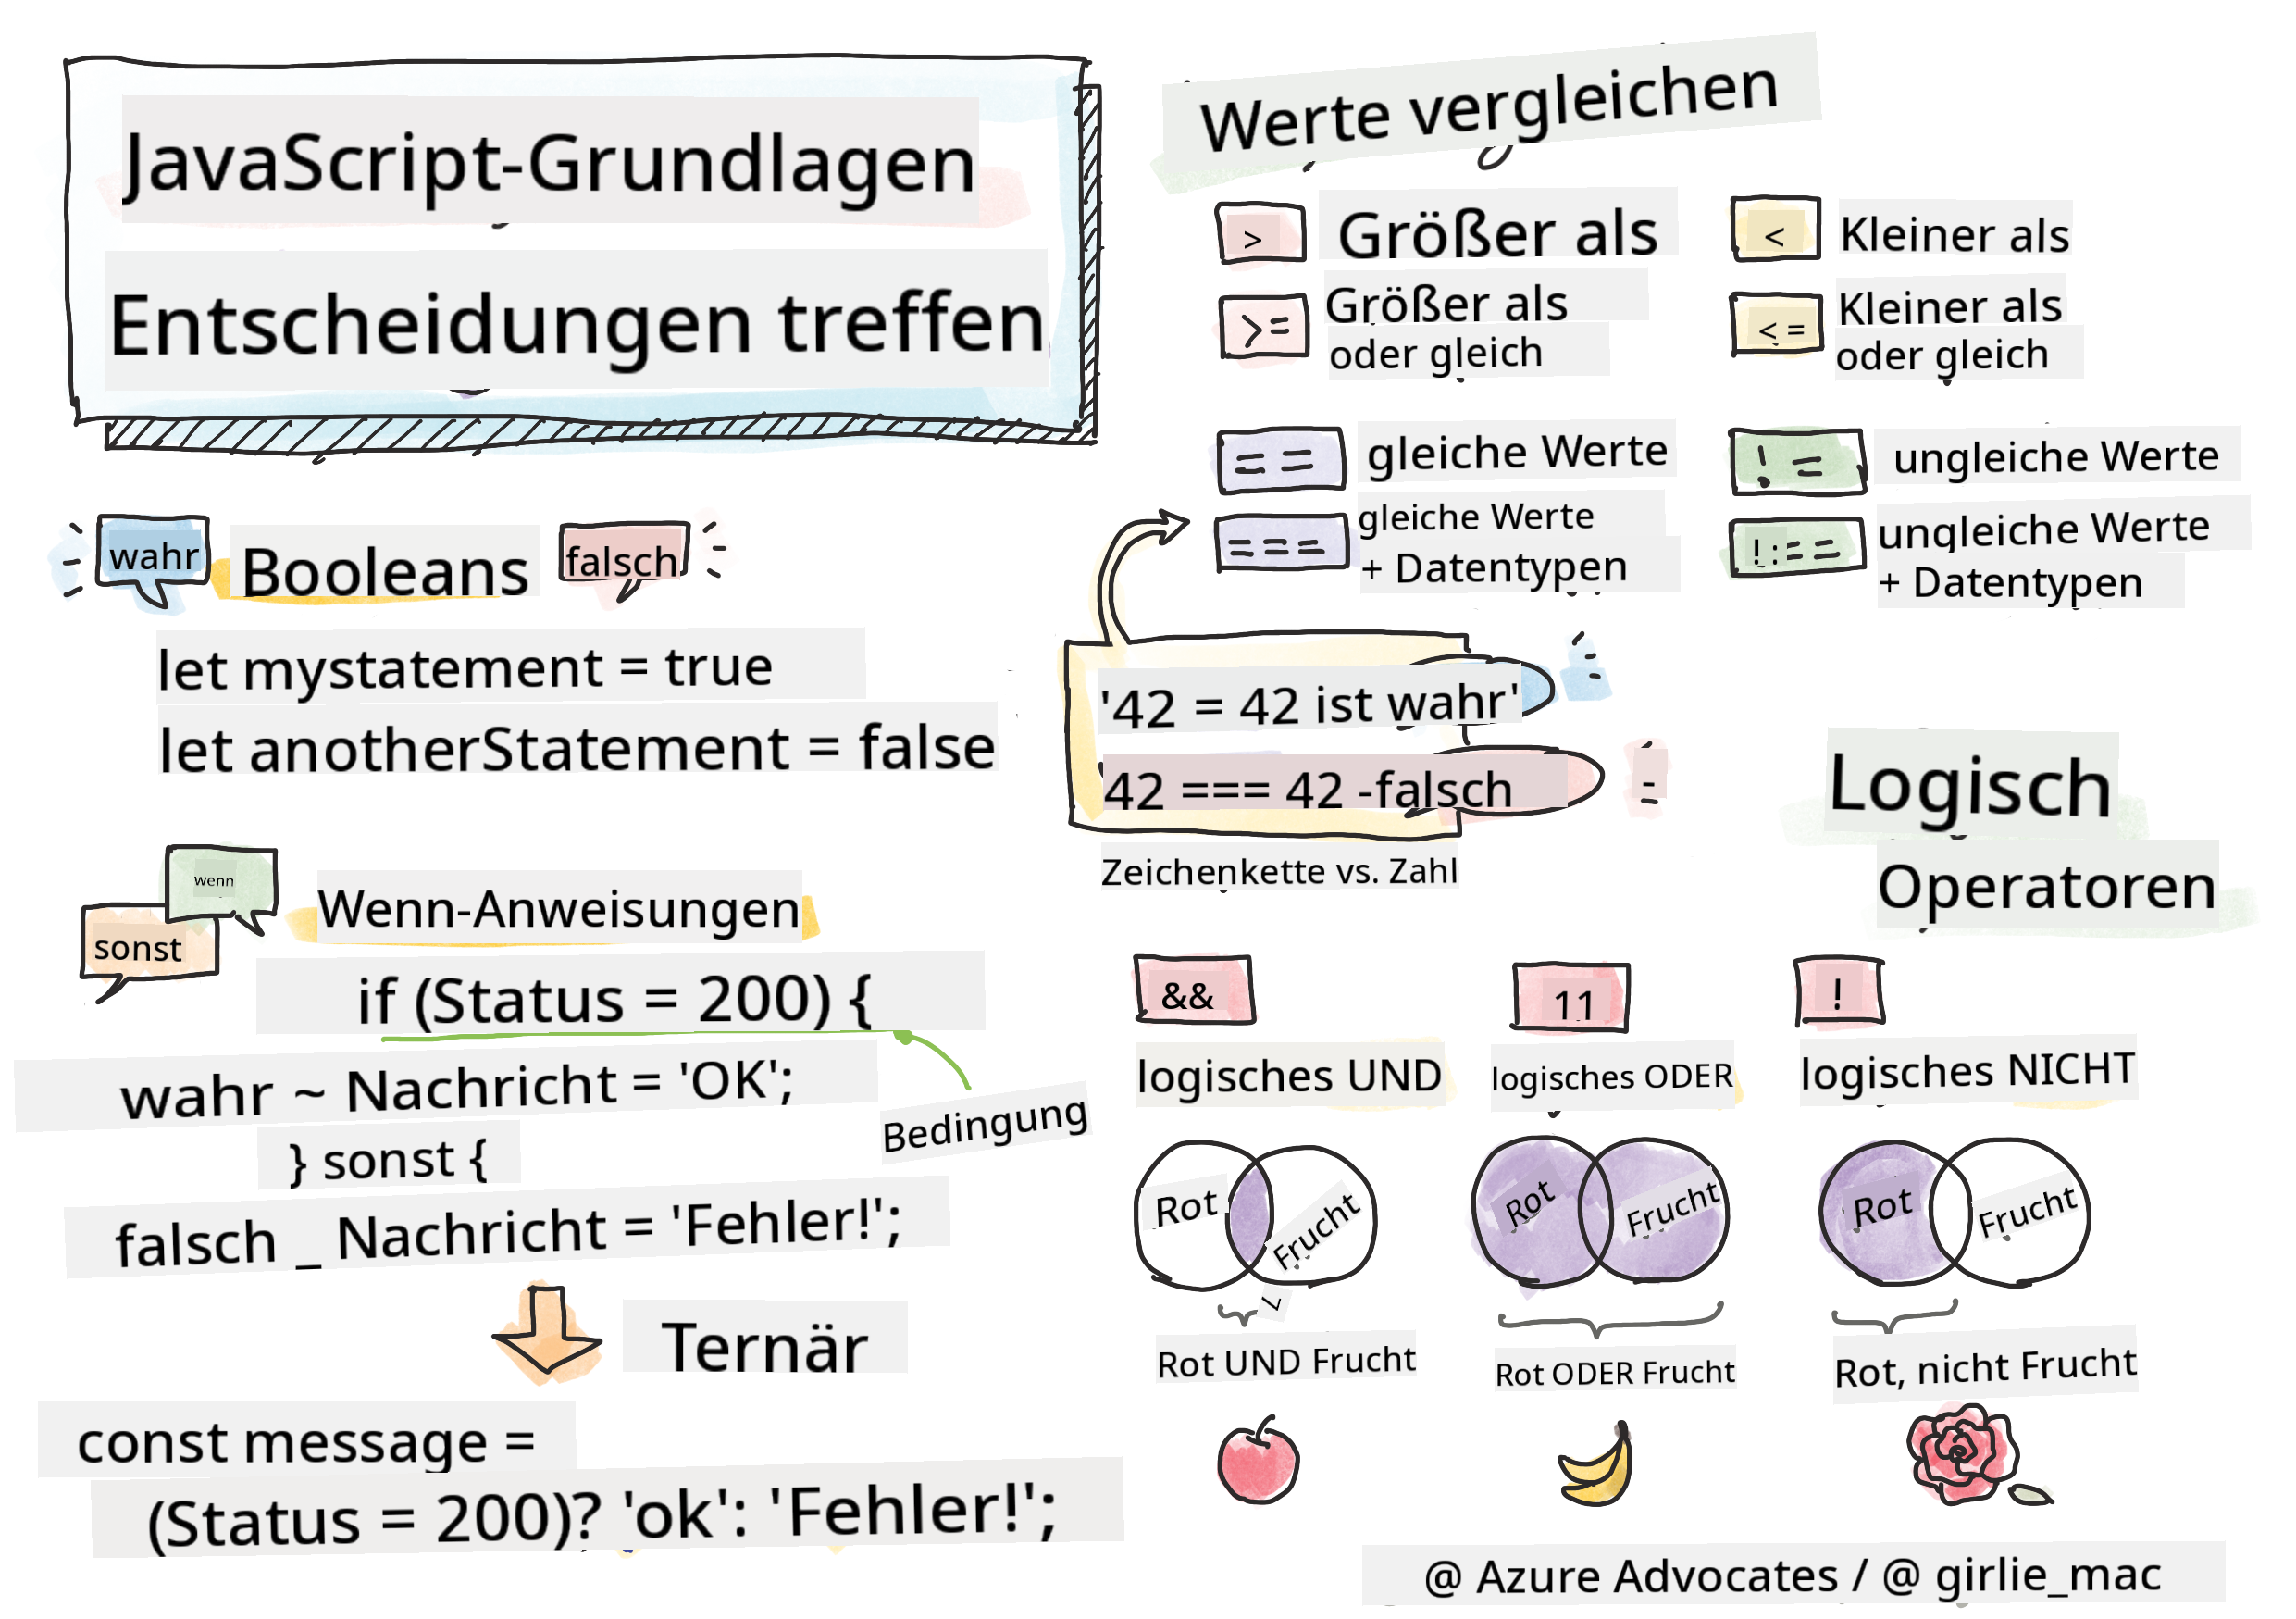 JavaScript-Grundlagen
Entscheidungen treffen
wahr
Booleans
falsch
let mystatement = true
let anotherStatement = false
wenn
sonst
Wenn-Anweisungen
if (Status = 200) {
wahr ~ Nachricht = 'OK';
Bedingung
} sonst {
falsch _ Nachricht = 'Fehler!';
Ternär
const message =
(Status = 200)? 'ok': 'Fehler!';
Werte vergleichen
> Größer als
< Kleiner als
>= Größer als
oder gleich
<= Kleiner als
oder gleich
== gleiche Werte
!= ungleiche Werte
=== gleiche Werte
+ Datentypen
!:== ungleiche Werte
+ Datentypen
'42 = 42 ist wahr'
42 === 42 -falsch
-
Zeichenkette vs. Zahl
Logisch
Operatoren
&&
logisches UND
Rot
Frucht
Rot UND Frucht
11
logisches ODER
Rot
Frucht
Rot ODER Frucht
!
logisches NICHT
Rot
Frucht
Rot, nicht Frucht
@ Azure Advocates / @ girlie_mac